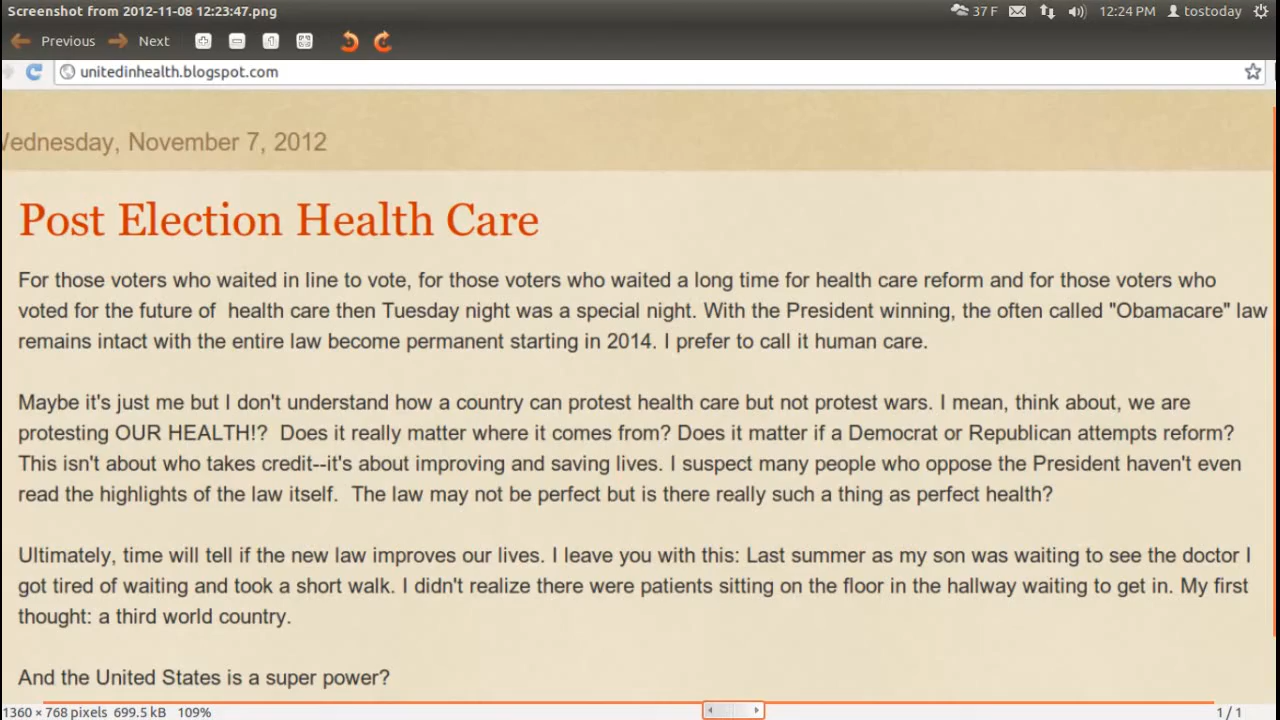 Screenshot from 2012-11-08 12:23:47.png 37 F 12:24 PM tostoday
Previous Next
unitedinhealth.blogspot.com
Wednesday, November 7, 2012
Post Election Health Care
For those voters who waited in line to vote, for those voters who waited a long time for health care reform and for those voters who
voted for the future of  health care then Tuesday night was a special night. With the President winning, the often called "Obamacare" law
remains intact with the entire law become permanent starting in 2014. I prefer to call it human care.
Maybe it's just me but I don't understand how a country can protest health care but not protest wars. I mean, think about, we are
protesting OUR HEALTH!?  Does it really matter where it comes from? Does it matter if a Democrat or Republican attempts reform?
This isn't about who takes credit--it's about improving and saving lives. I suspect many people who oppose the President haven't even
read the highlights of the law itself.  The law may not be perfect but is there really such a thing as perfect health?
Ultimately, time will tell if the new law improves our lives. I leave you with this: Last summer as my son was waiting to see the doctor I
got tired of waiting and took a short walk. I didn't realize there were patients sitting on the floor in the hallway waiting to get in. My first
thought: a third world country.
And the United States is a super power?
1360 × 768 pixels 699.5 kB 109% 1 / 1